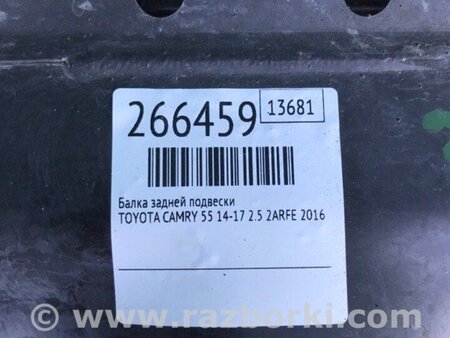 266459 13681
Балка задней подвески
TOYOTA CAMRY 55 14-17 2.5 2ARFE 2016
© www.razborki.com